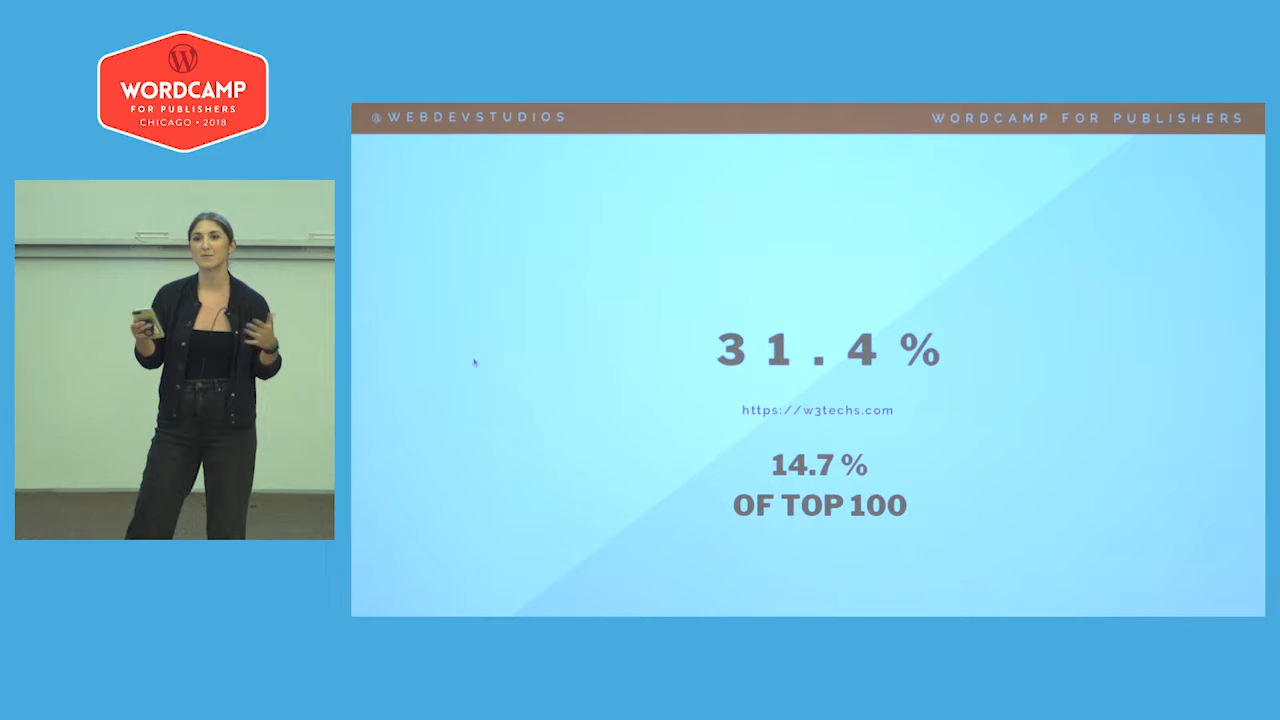 WORDCAMP
FOR PUBLISHERS
CHICAGO • 2018
@WEBDEVSTUDIOS
WORDCAMP FOR PUBLISHERS
31.4%
https://w3techs.com
14.7%
OF TOP 100